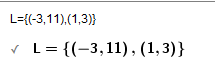 L={(-3,11),(1,3)}
✓ L = {(−3, 11) , (1, 3)}